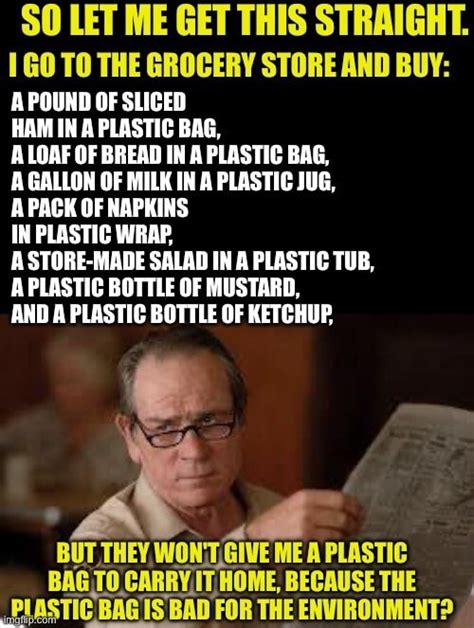 SO LET ME GET THIS STRAIGHT.
I GO TO THE GROCERY STORE AND BUY:
A POUND OF SLICED
HAM IN A PLASTIC BAG,
A LOAF OF BREAD IN A PLASTIC BAG,
A GALLON OF MILK IN A PLASTIC JUG,
A PACK OF NAPKINS
IN PLASTIC WRAP,
A STORE-MADE SALAD IN A PLASTIC TUB,
A PLASTIC BOTTLE OF MUSTARD,
AND A PLASTIC BOTTLE OF KETCHUP,
BUT THEY WON'T GIVE ME A PLASTIC
BAG TO CARRY IT HOME, BECAUSE THE
PLASTIC BAG IS BAD FOR THE ENVIRONMENT?
imgflip.com